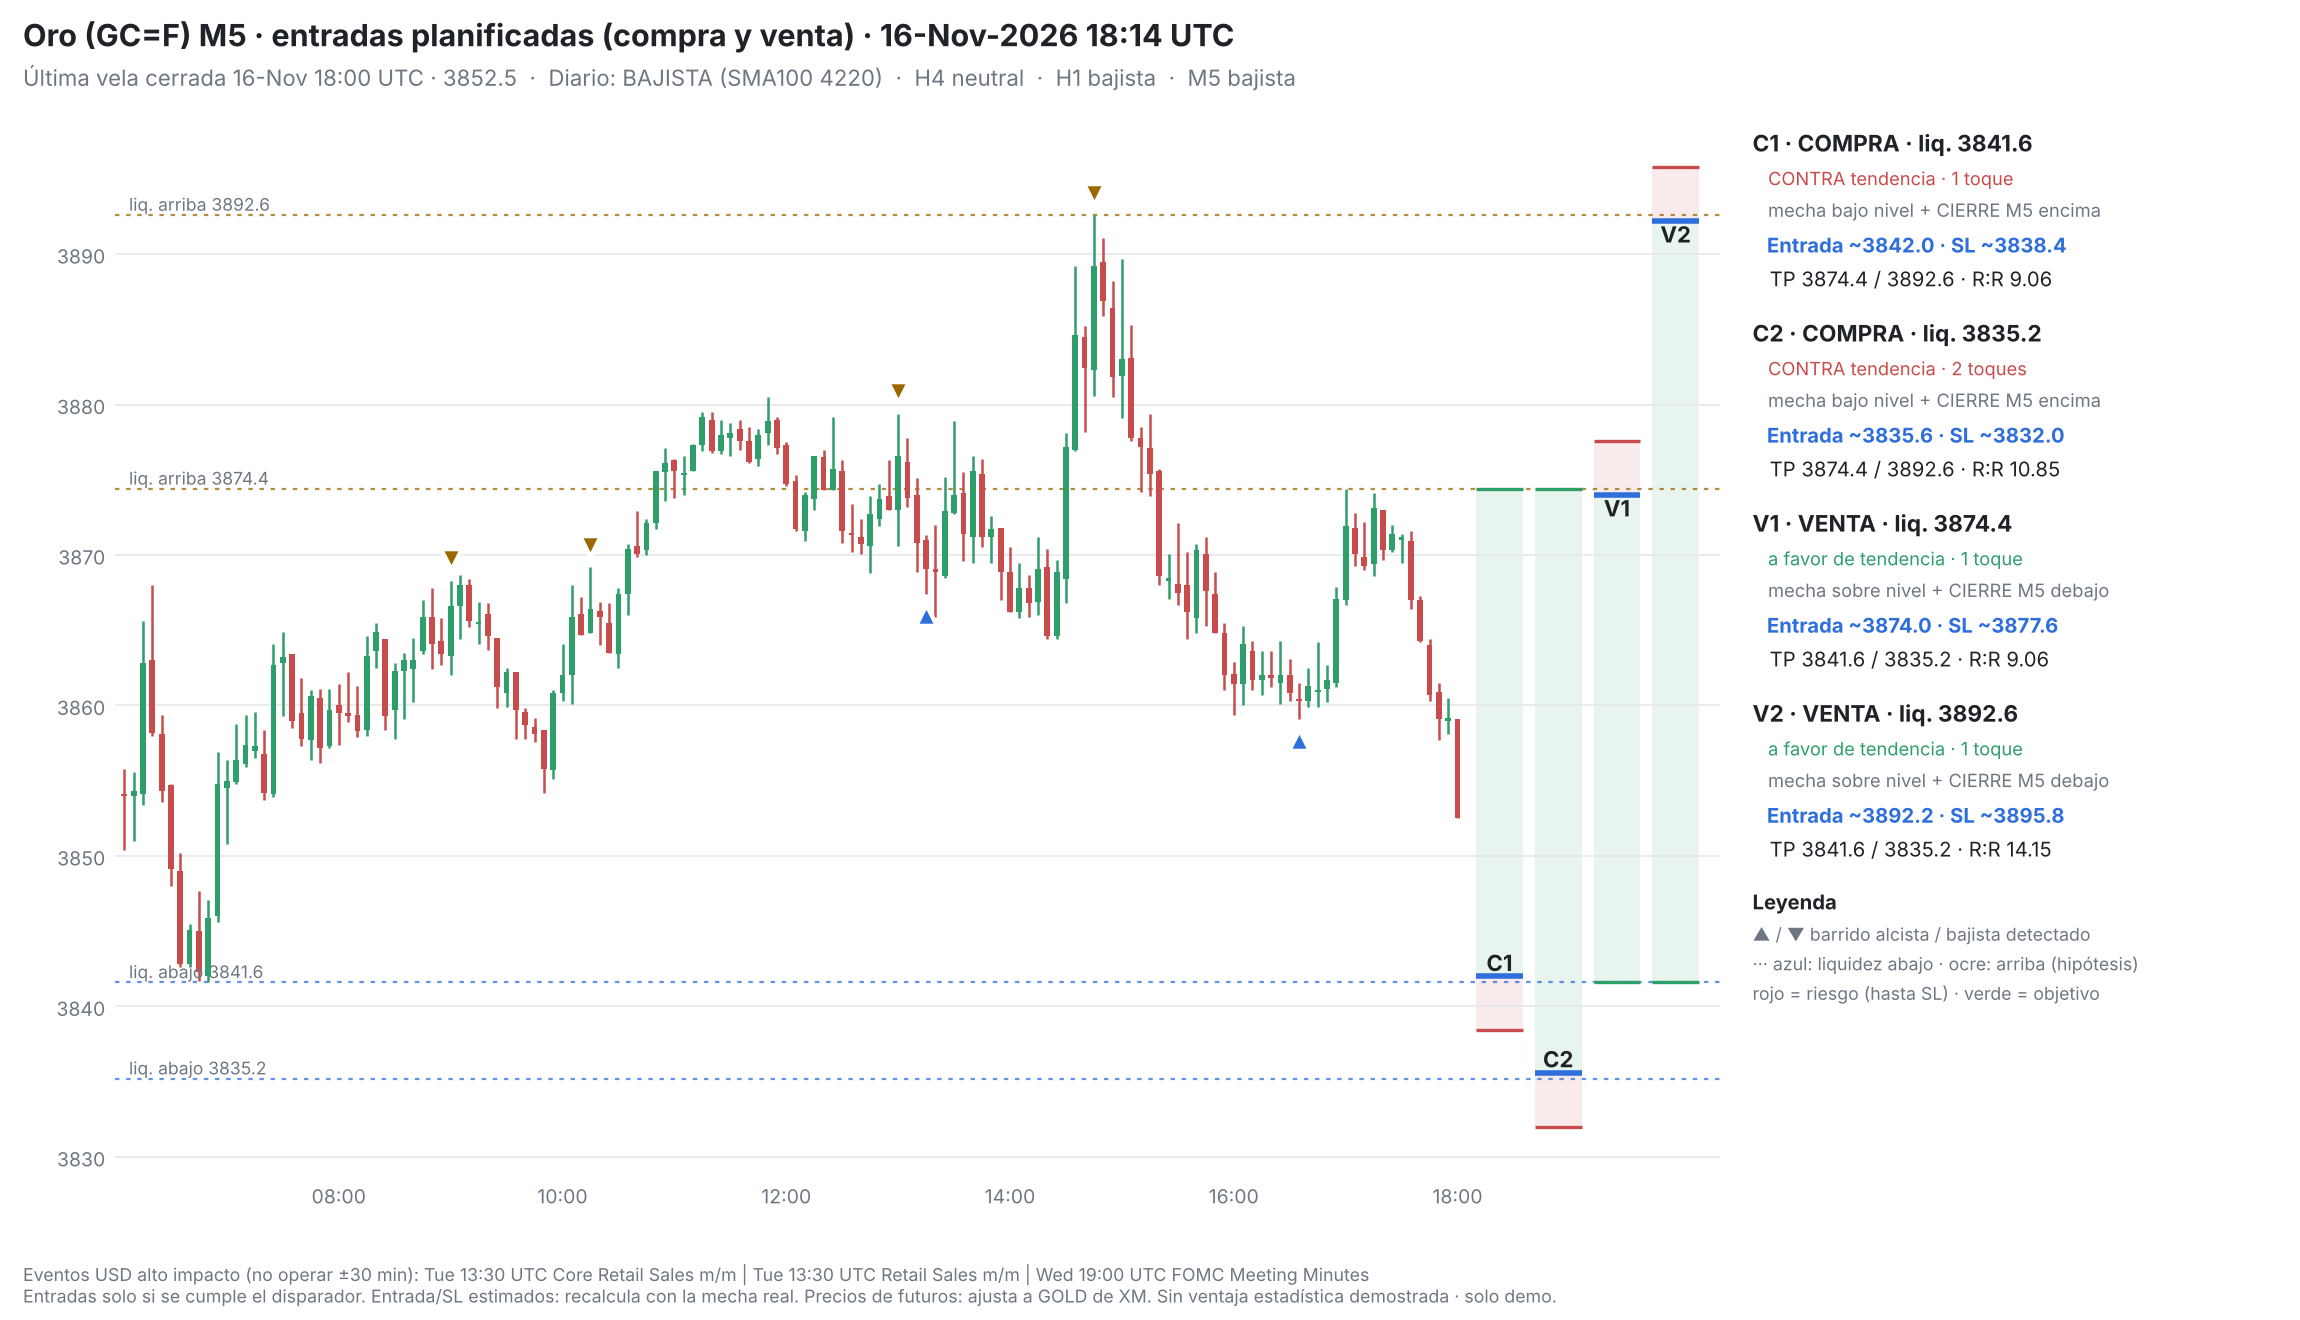 Oro (GC=F) M5 · entradas planificadas (compra y venta) · 16-Nov-2026 18:14 UTC
Última vela cerrada 16-Nov 18:00 UTC · 3852.5 · Diario: BAJISTA (SMA100 4220) · H4 neutral · H1 bajista · M5 bajista
liq. arriba 3892.6
3890
3880
liq. arriba 3874.4
3870
3860
3850
liq. abajo 3841.6
3840
liq. abajo 3835.2
3830
08:00
10:00
12:00
14:00
16:00
18:00
C1
C2
V1
V2
C1 · COMPRA · liq. 3841.6
CONTRA tendencia · 1 toque
mecha bajo nivel + CIERRE M5 encima
Entrada ~3842.0 · SL ~3838.4
TP 3874.4 / 3892.6 · R:R 9.06
C2 · COMPRA · liq. 3835.2
CONTRA tendencia · 2 toques
mecha bajo nivel + CIERRE M5 encima
Entrada ~3835.6 · SL ~3832.0
TP 3874.4 / 3892.6 · R:R 10.85
V1 · VENTA · liq. 3874.4
a favor de tendencia · 1 toque
mecha sobre nivel + CIERRE M5 debajo
Entrada ~3874.0 · SL ~3877.6
TP 3841.6 / 3835.2 · R:R 9.06
V2 · VENTA · liq. 3892.6
a favor de tendencia · 1 toque
mecha sobre nivel + CIERRE M5 debajo
Entrada ~3892.2 · SL ~3895.8
TP 3841.6 / 3835.2 · R:R 14.15
Leyenda
▲ / ▼ barrido alcista / bajista detectado
··· azul: liquidez abajo · ocre: arriba (hipótesis)
rojo = riesgo (hasta SL) · verde = objetivo
Eventos USD alto impacto (no operar ±30 min): Tue 13:30 UTC Core Retail Sales m/m | Tue 13:30 UTC Retail Sales m/m | Wed 19:00 UTC FOMC Meeting Minutes
Entradas solo si se cumple el disparador. Entrada/SL estimados: recalcula con la mecha real. Precios de futuros: ajusta a GOLD de XM. Sin ventaja estadística demostrada · solo demo.